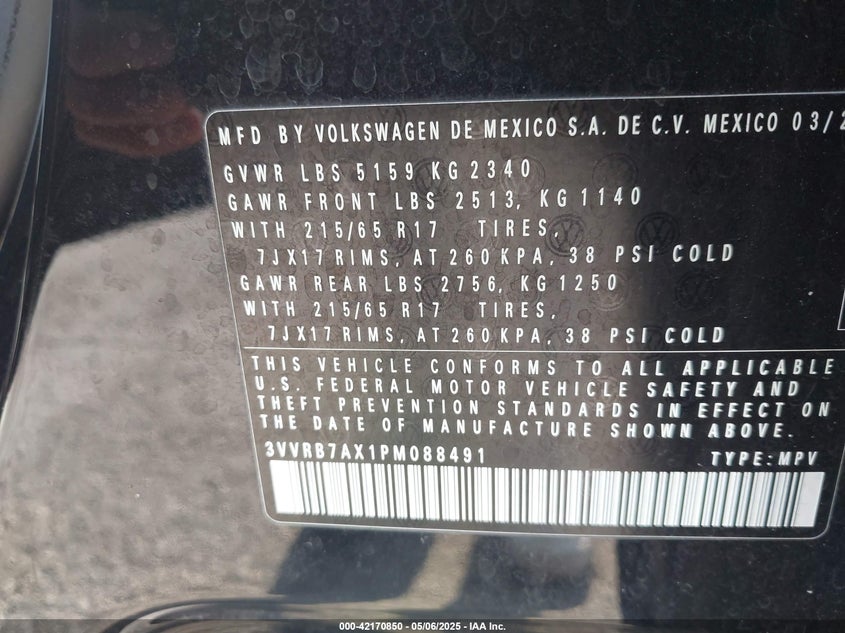 MFD BY VOLKSWAGEN DE MEXICO S.A. DE C.V. MEXICO 03/2
GVWR LBS 5159 KG 2340
GAWR FRONT LBS 2513, KG 1140
WITH 215/65 R17 TIRES,
7JX17 RIMS, AT 260 KPA, 38 PSI COLD
GAWR REAR LBS 2756, KG 1250
WITH 215/65 R17 TIRES,
7JX17 RIMS, AT 260 KPA, 38 PSI COLD
THIS VEHICLE CONFORMS TO ALL APPLICABLE
U.S. FEDERAL MOTOR VEHICLE SAFETY AND
THEFT PREVENTION STANDARDS IN EFFECT ON
THE DATE OF MANUFACTURE SHOWN ABOVE.
3VVRB7AX1PM088491 TYPE: MPV
000-42170850 - 05/06/2025 - IAA Inc.